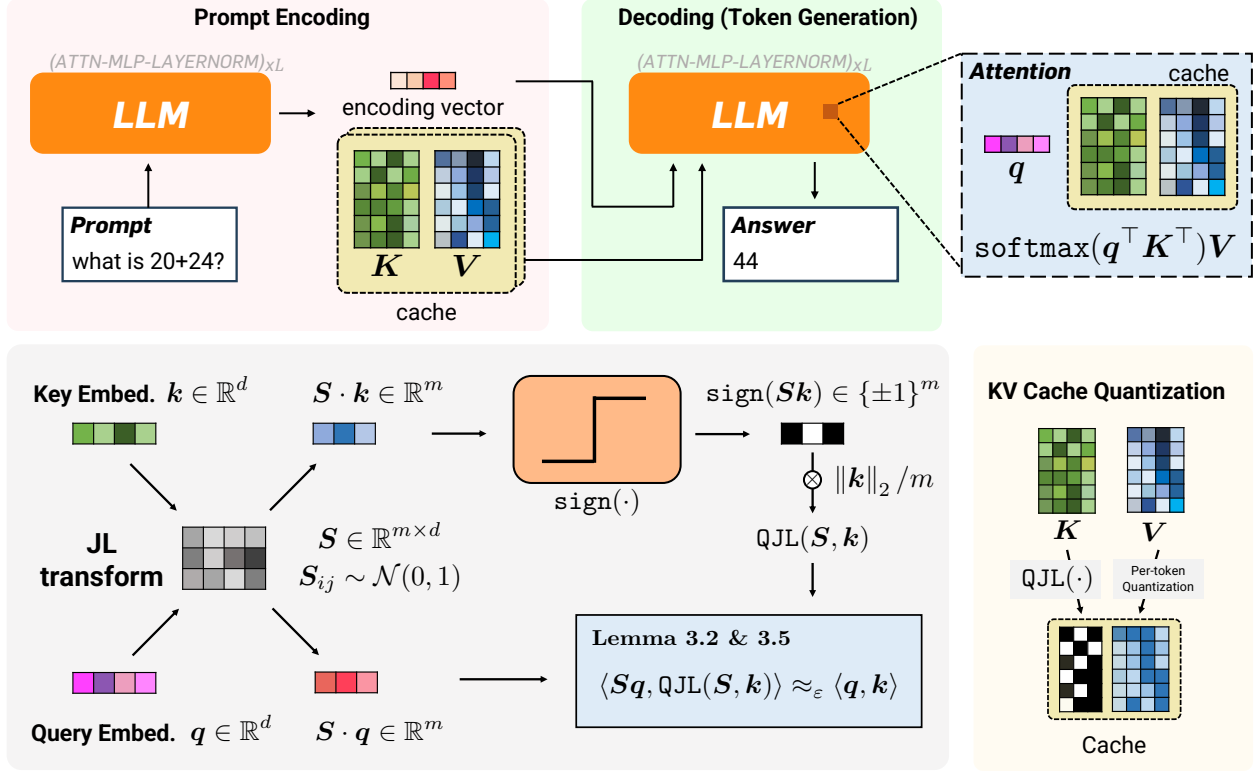 Prompt Encoding
(ATTN-MLP-LAYERNORM)xL
LLM
encoding vector
Prompt
what is 20+24?
K V
cache
Decoding (Token Generation)
(ATTN-MLP-LAYERNORM)xL
LLM
Answer
44
Attention
cache
q
softmax(q⊤K⊤)V
Key Embed. k ∈ ℝ^d
S · k ∈ ℝ^m
sign(·)
sign(Sk) ∈ {±1}^m
⊗ ‖k‖₂ /m
QJL(S, k)
JL
transform
S ∈ ℝ^{m×d}
S_{ij} ∼ 𝒩(0, 1)
Query Embed. q ∈ ℝ^d
S · q ∈ ℝ^m
Lemma 3.2 & 3.5
⟨Sq, QJL(S, k)⟩ ≈_ε ⟨q, k⟩
KV Cache Quantization
K V
QJL(·)
Per-token
Quantization
Cache